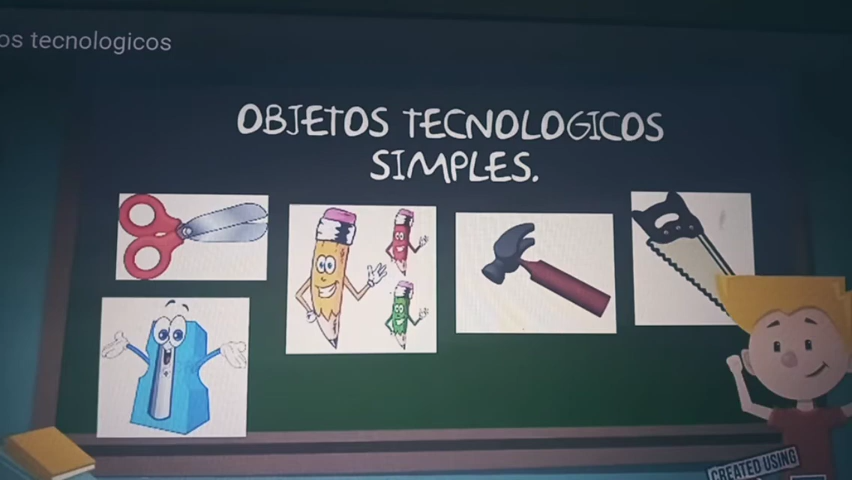 os tecnologicos
OBJETOS TECNOLOGICOS
SIMPLES.
CREATED USING